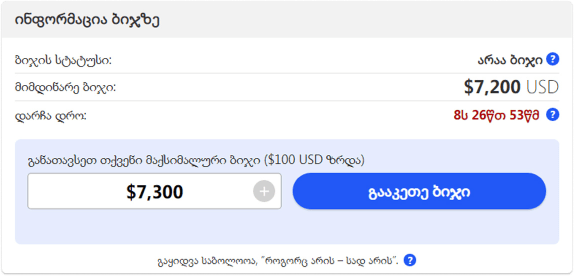 ინფორმაცია ბიჯზე
ბიჯის სტატუსი: არაა ბიჯი ?
მიმდინარე ბიჯი: $7,200 USD
დარჩა დრო: 8ს 26წთ 53წმ ?
განათავსეთ თქვენი მაქსიმალური ბიჯი ($100 USD ზრდა)
$7,300 + გააკეთე ბიჯი
გაყიდვა საბოლოოა, "როგორც არის – სად არის". ?